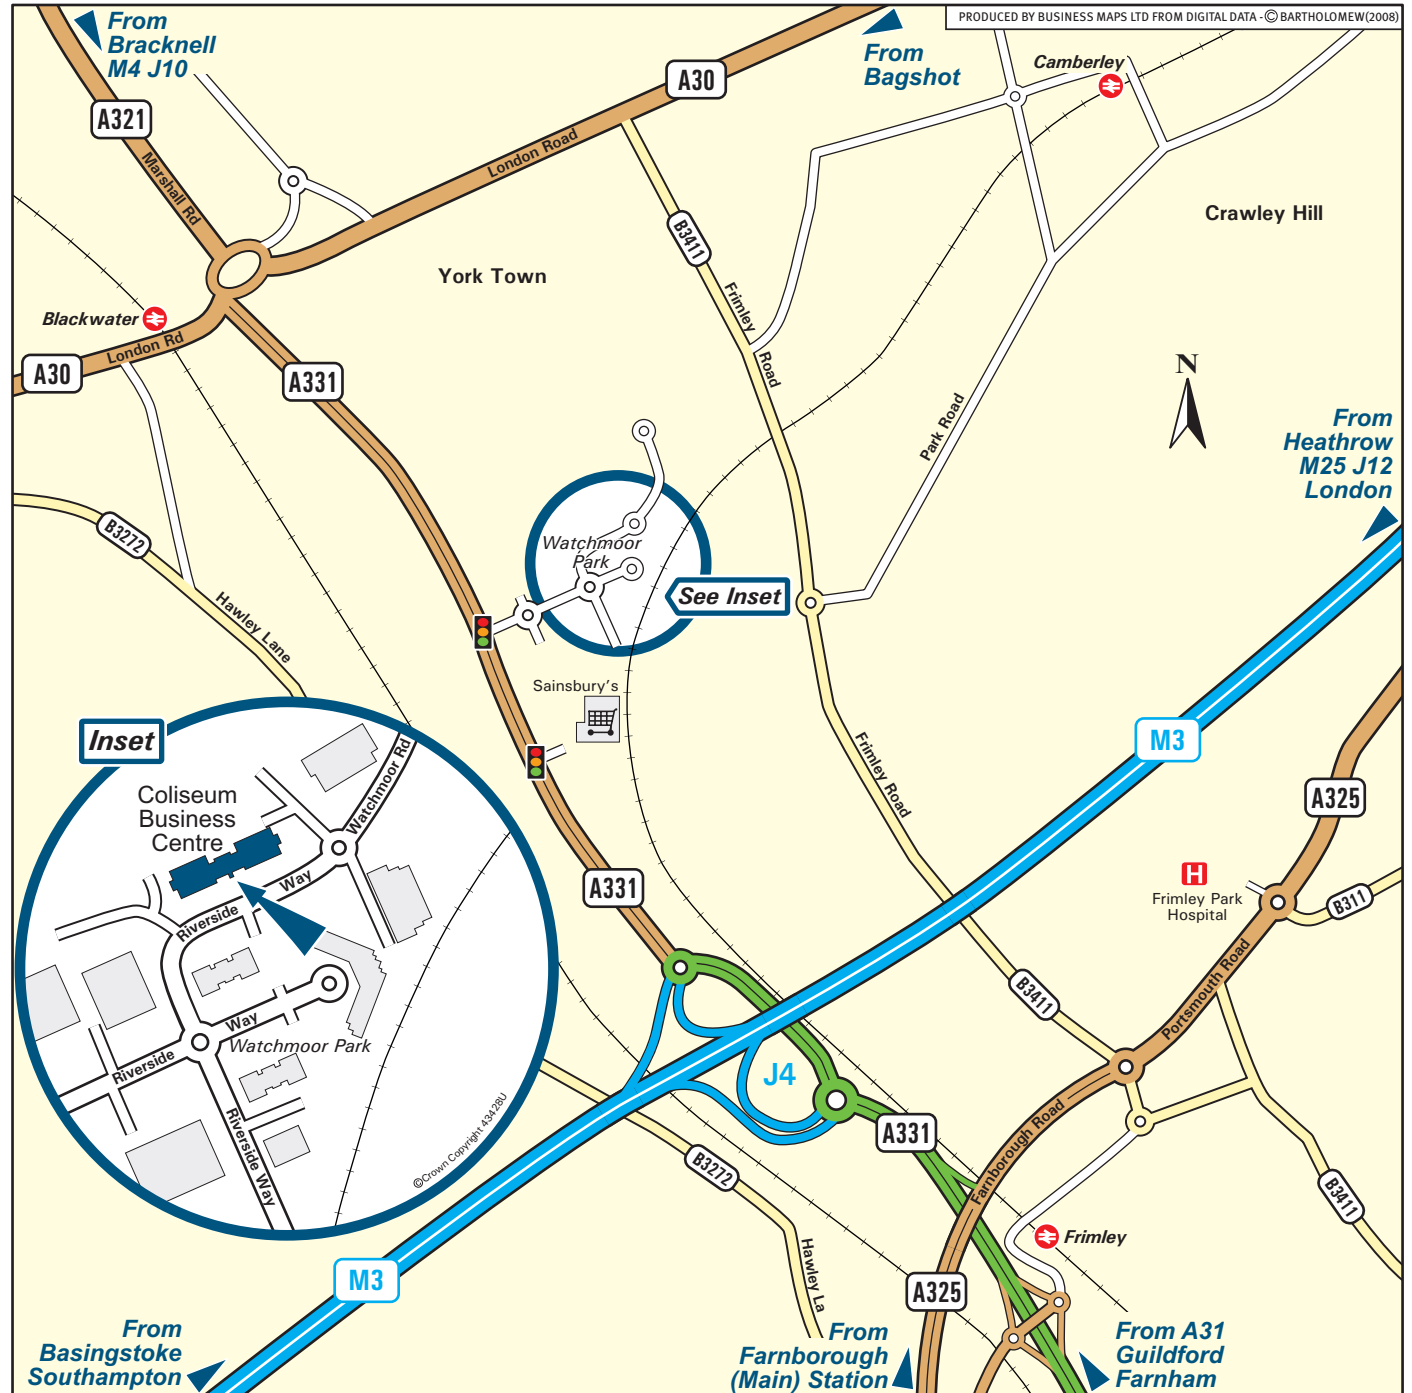 PRODUCED BY BUSINESS MAPS LTD FROM DIGITAL DATA - © BARTHOLOMEW(2008)
From
Bracknell
M4 J10
From
Bagshot
Camberley
A30
A321
London Road
Marshall Rd
B3411
Crawley Hill
York Town
Frimley
Road
Blackwater
London Rd
A30
A331
N
Park Road
From
Heathrow
M25 J12
London
B3272
Watchmoor
Park
See Inset
Hawley Lane
Sainsbury's
Inset
M3
Frimley Road
Watchmoor Rd
A325
Coliseum
Business
Centre
Way
Riverside
A331
H
Frimley Park
Hospital
B311
Portsmouth Road
B3411
Way
Watchmoor Park
Riverside
J4
Riverside Way
©Crown Copyright 43428U
A331
Farnborough Road
B3272
B3411
Frimley
Hawley La
M3
A325
From
Basingstoke
Southampton
From
Farnborough
(Main) Station
From A31
Guildford
Farnham